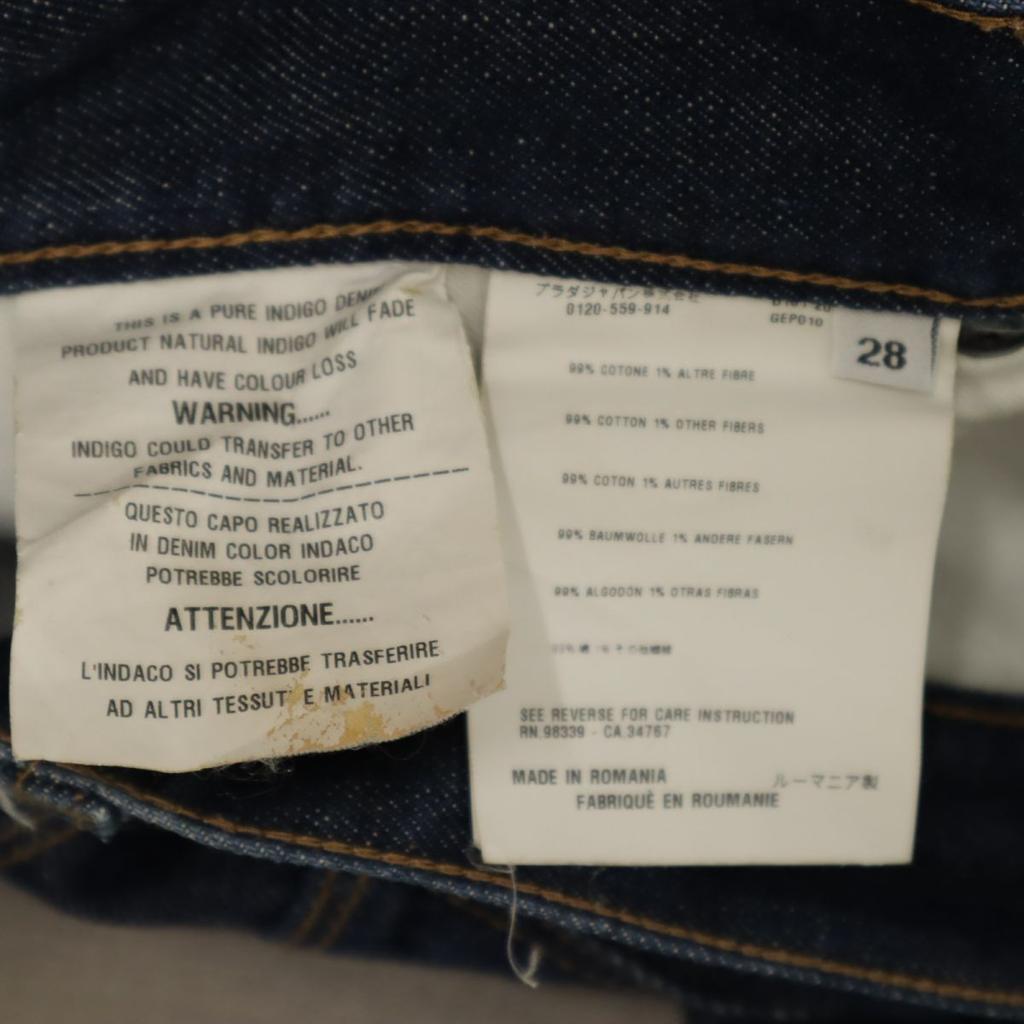 THIS IS A PURE INDIGO DENIM
PRODUCT NATURAL INDIGO WILL FADE
AND HAVE COLOUR LOSS
WARNING......
INDIGO COULD TRANSFER TO OTHER
FABRICS AND MATERIAL.
QUESTO CAPO REALIZZATO
IN DENIM COLOR INDACO
POTREBBE SCOLORIRE
ATTENZIONE......
L'INDACO SI POTREBBE TRASFERIRE
AD ALTRI TESSUTI E MATERIALI
プラダジャパン株式会社
0120-559-914
GEP010
28
99% COTONE 1% ALTRE FIBRE
99% COTTON 1% OTHER FIBERS
99% COTON 1% AUTRES FIBRES
99% BAUMWOLLE 1% ANDERE FASERN
99% ALGODÓN 1% OTRAS FIBRAS
SEE REVERSE FOR CARE INSTRUCTION
RN.98339 - CA.34767
MADE IN ROMANIA
ルーマニア製
FABRIQUÈ EN ROUMANIE